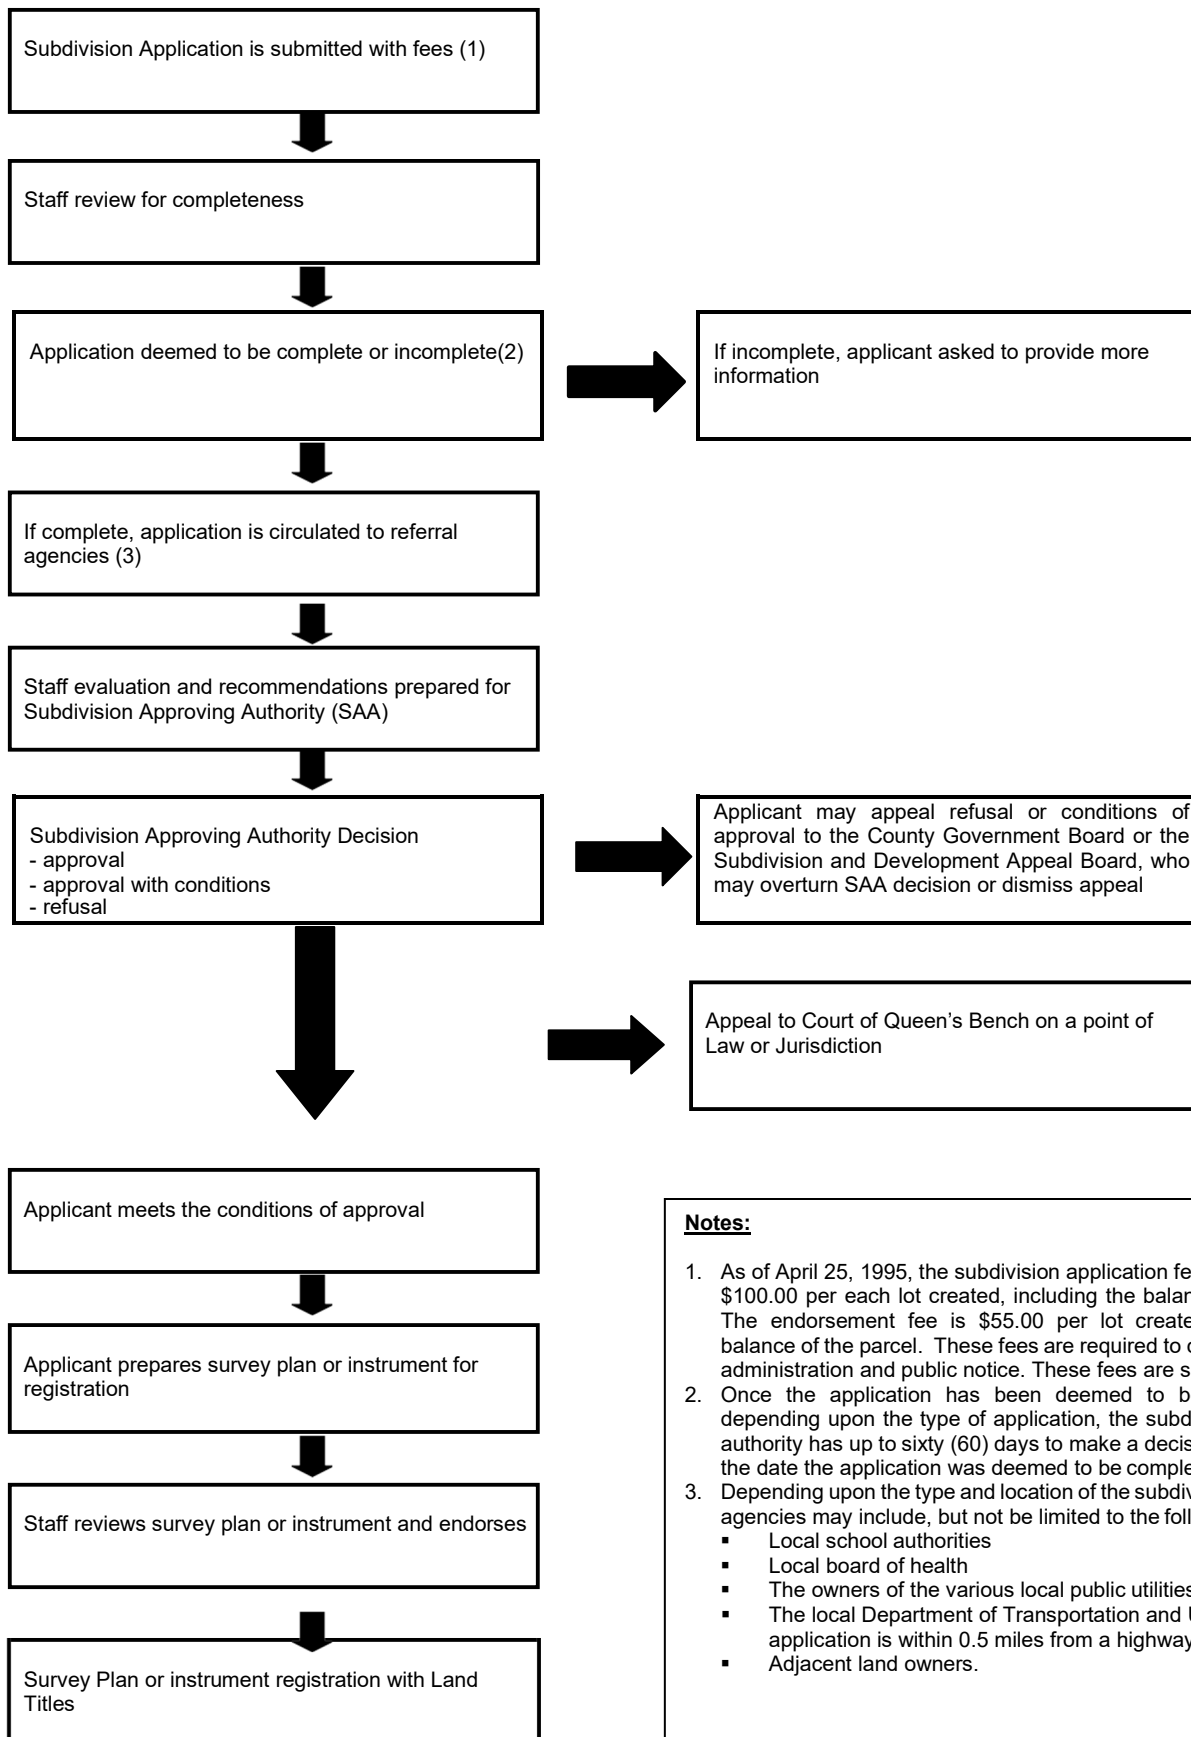 Subdivision Application is submitted with fees (1)
Staff review for completeness
Application deemed to be complete or incomplete(2)
If incomplete, applicant asked to provide more
information
If complete, application is circulated to referral
agencies (3)
Staff evaluation and recommendations prepared for
Subdivision Approving Authority (SAA)
Subdivision Approving Authority Decision
- approval
- approval with conditions
- refusal
Applicant may appeal refusal or conditions of
approval to the County Government Board or the
Subdivision and Development Appeal Board, who
may overturn SAA decision or dismiss appeal
Appeal to Court of Queen's Bench on a point of
Law or Jurisdiction
Applicant meets the conditions of approval
Applicant prepares survey plan or instrument for
registration
Staff reviews survey plan or instrument and endorses
Survey Plan or instrument registration with Land
Titles
Notes:
1. As of April 25, 1995, the subdivision application
$100.00 per each lot created, including the
The endorsement fee is $55.00 per lot
balance of the parcel. These fees are required to
administration and public notice. These fees are
2. Once the application has been deemed to
depending upon the type of application, the
authority has up to sixty (60) days to make a
the date the application was deemed to be
3. Depending upon the type and location of the
agencies may include, but not be limited to the
▪ Local school authorities
▪ Local board of health
▪ The owners of the various local public utilities
▪ The local Department of Transportation and
application is within 0.5 miles from a highway
▪ Adjacent land owners.